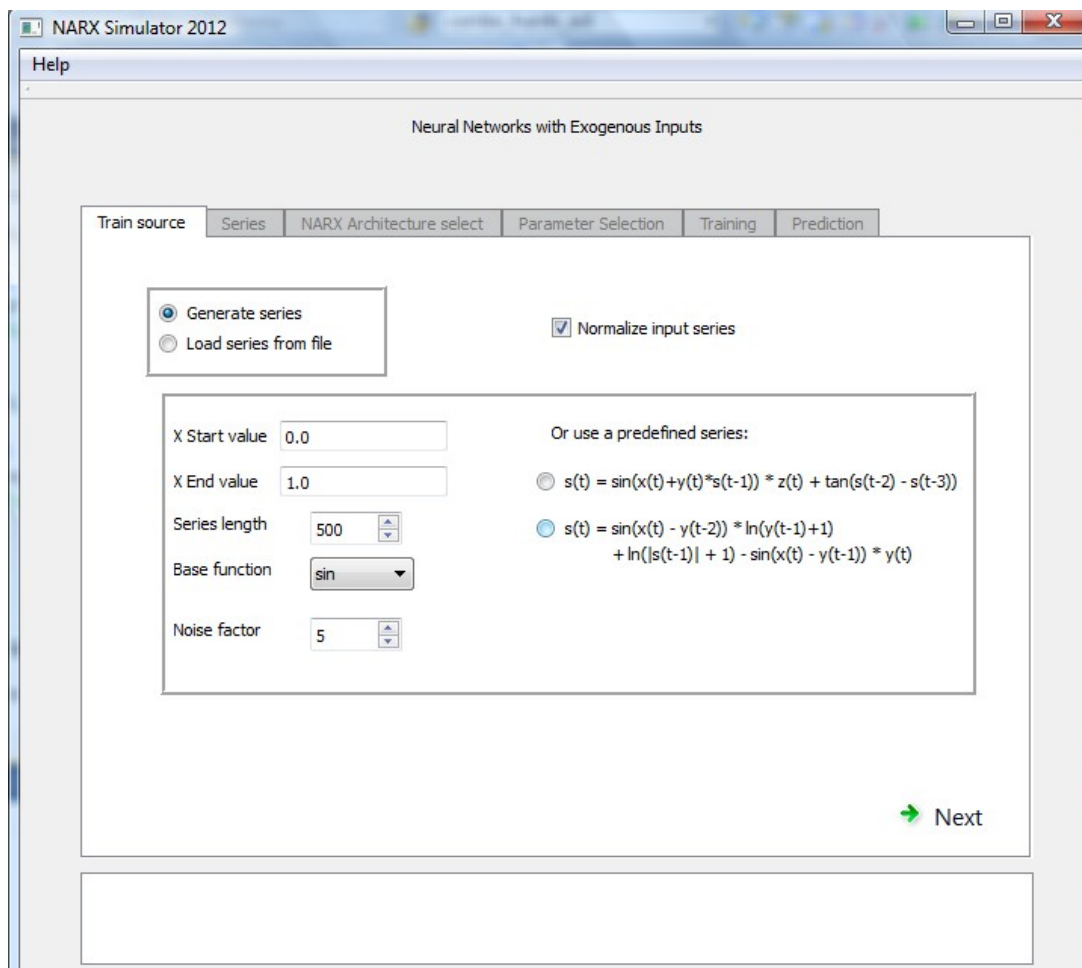 NARX Simulator 2012
Help
Neural Networks with Exogenous Inputs
Train source Series NARX Architecture select Parameter Selection Training Prediction
Generate series
Load series from file
Normalize input series
X Start value 0.0
X End value 1.0
Series length 500
Base function sin
Noise factor 5
Or use a predefined series:
s(t) = sin(x(t)+y(t)*s(t-1)) * z(t) + tan(s(t-2) - s(t-3))
s(t) = sin(x(t) - y(t-2)) * ln(y(t-1)+1)
+ ln(|s(t-1)| + 1) - sin(x(t) - y(t-1)) * y(t)
Next